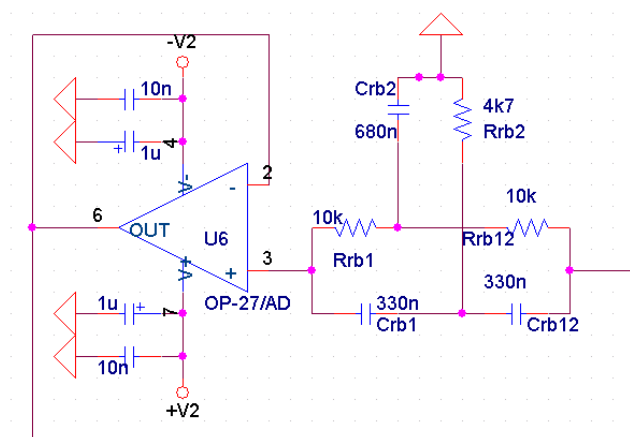 -V2
10n
1u
4
V-
2
-
6
OUT
U6
3
+
V+
OP-27/AD
1u
7
10n
+V2
Crb2
680n
4k7
Rrb2
10k
Rrb1
10k
Rrb12
330n
Crb1
330n
Crb12